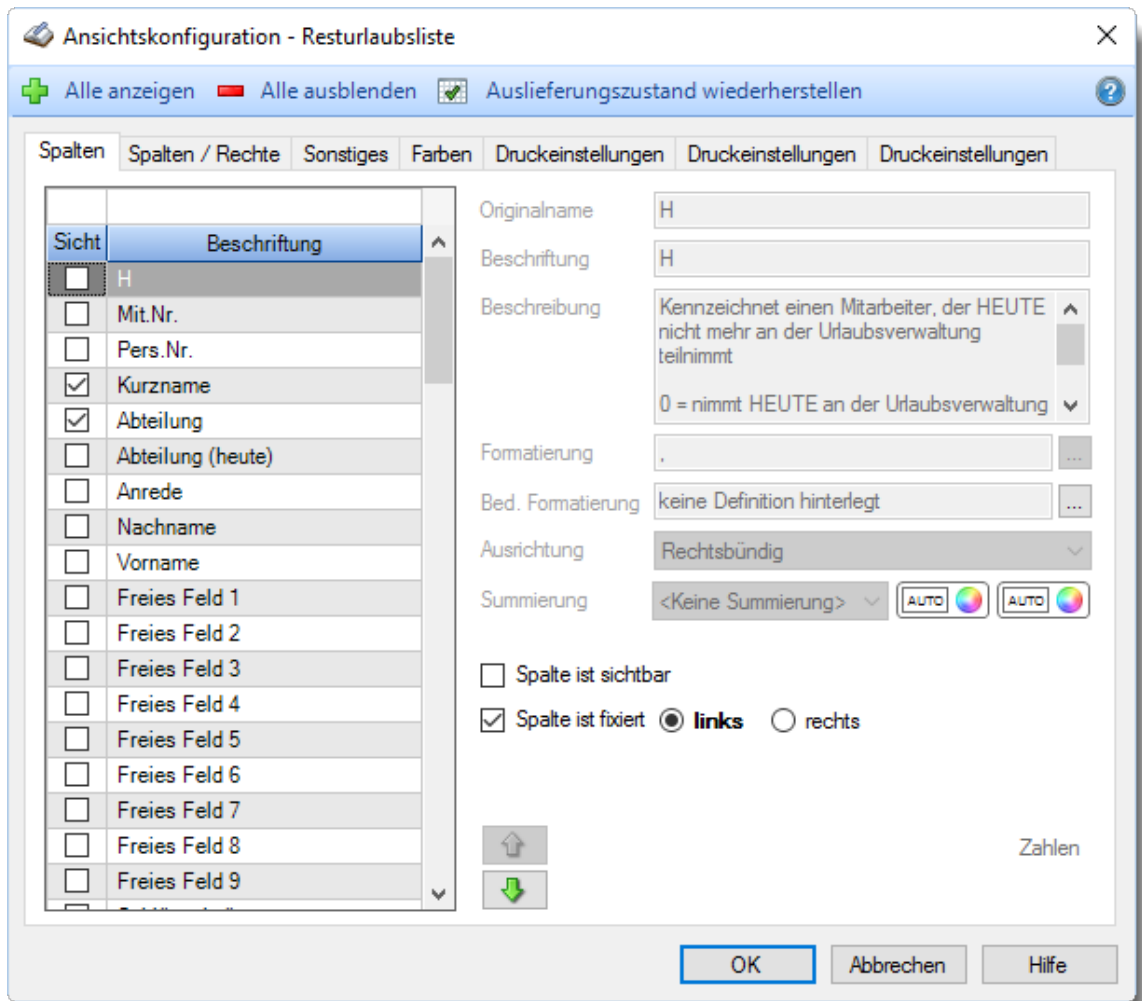 Ansichtskonfiguration - Resturlaubsliste
Alle anzeigen Alle ausblenden Auslieferungszustand wiederherstellen
Spalten Spalten / Rechte Sonstiges Farben Druckeinstellungen Druckeinstellungen Druckeinstellungen
Sicht Beschriftung
H
Mit.Nr.
Pers.Nr.
Kurzname
Abteilung
Abteilung (heute)
Anrede
Nachname
Vorname
Freies Feld 1
Freies Feld 2
Freies Feld 3
Freies Feld 4
Freies Feld 5
Freies Feld 6
Freies Feld 7
Freies Feld 8
Freies Feld 9
Originalname H
Beschriftung H
Beschreibung Kennzeichnet einen Mitarbeiter, der HEUTE
nicht mehr an der Urlaubsverwaltung
teilnimmt
0 = nimmt HEUTE an der Urlaubsverwaltung
Formatierung , ...
Bed. Formatierung keine Definition hinterlegt ...
Ausrichtung Rechtsbündig
Summierung <Keine Summierung> AUTO AUTO
Spalte ist sichtbar
Spalte ist fixiert links rechts
Zahlen
OK Abbrechen Hilfe